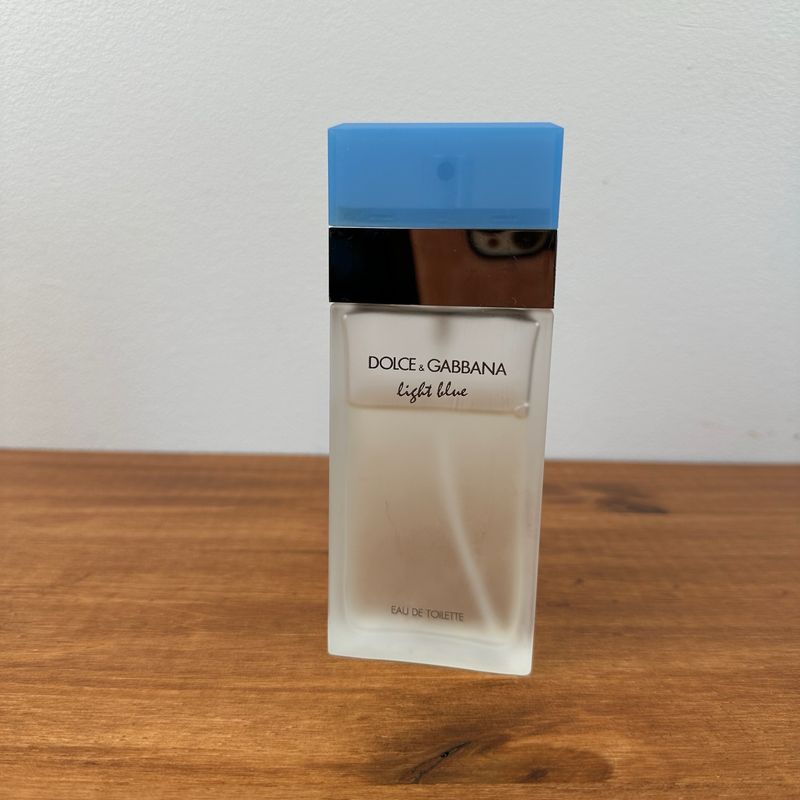 DOLCE & GABBANA
light blue
EAU DE TOILETTE